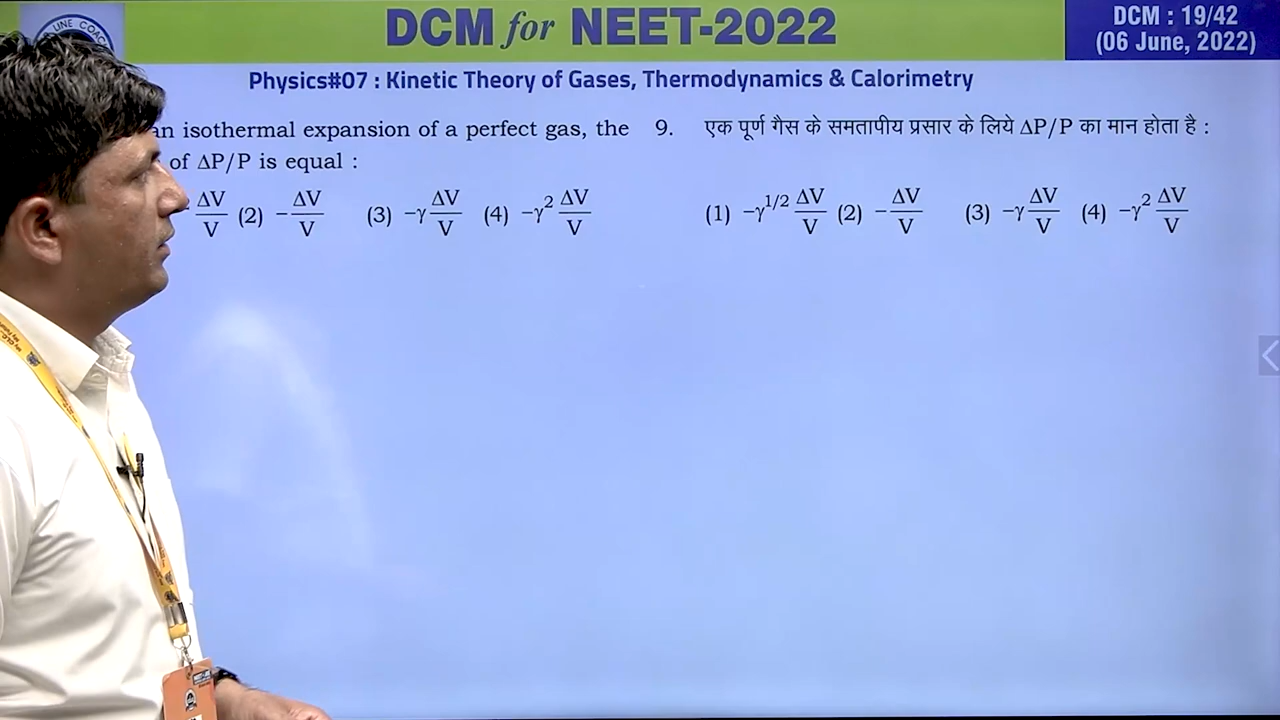 LINE COAC
DCM for NEET-2022
DCM : 19/42
(06 June, 2022)
Physics#07 : Kinetic Theory of Gases, Thermodynamics & Calorimetry
an isothermal expansion of a perfect gas, the
of ΔP/P is equal :
ΔV/V (2) −ΔV/V (3) −γ ΔV/V (4) −γ² ΔV/V
9. एक पूर्ण गैस के समतापीय प्रसार के लिये ΔP/P का मान होता है :
(1) −γ^1/2 ΔV/V (2) −ΔV/V (3) −γ ΔV/V (4) −γ² ΔV/V